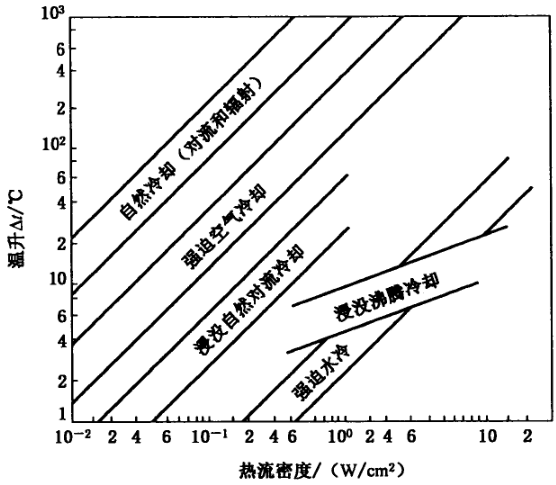 10³
6
4
2
10²
6
4
2
10
6
4
2
1
温升Δt/℃
自然冷却（对流和辐射）
强迫空气冷却
浸没自然对流冷却
浸没沸腾冷却
强迫水冷
10⁻² 2 4 6 10⁻¹ 2 4 6 10⁰ 2 4 6 10 2
热流密度/（W/cm²）